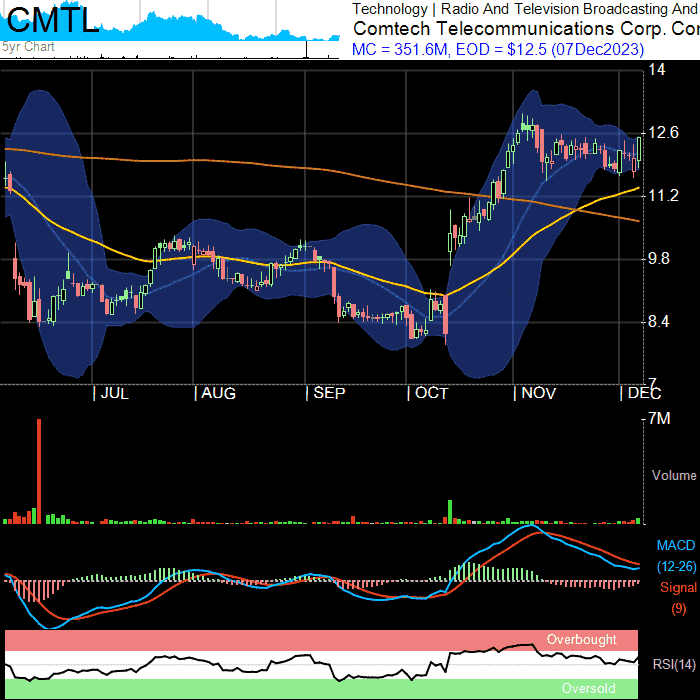 CMTL
5yr Chart
Technology | Radio And Television Broadcasting And
Comtech Telecommunications Corp. Cor
MC = 351.6M, EOD = $12.5 (07Dec2023)
14
12.6
11.2
9.8
8.4
7
JUL
AUG
SEP
OCT
NOV
DEC
7M
Volume
MACD
(12-26)
Signal
(9)
Overbought
RSI(14)
Oversold